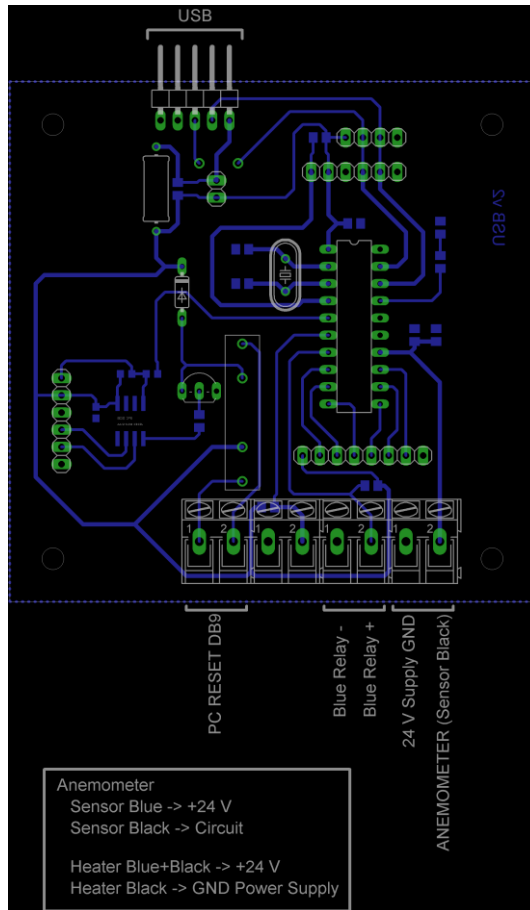 USB
USB v2
1
2
1
2
1
2
1
2
PC RESET DB9
Blue Relay -
Blue Relay +
24 V Supply GND
ANEMOMETER (Sensor Black)
Anemometer
Sensor Blue -> +24 V
Sensor Black -> Circuit
Heater Blue+Black -> +24 V
Heater Black -> GND Power Supply